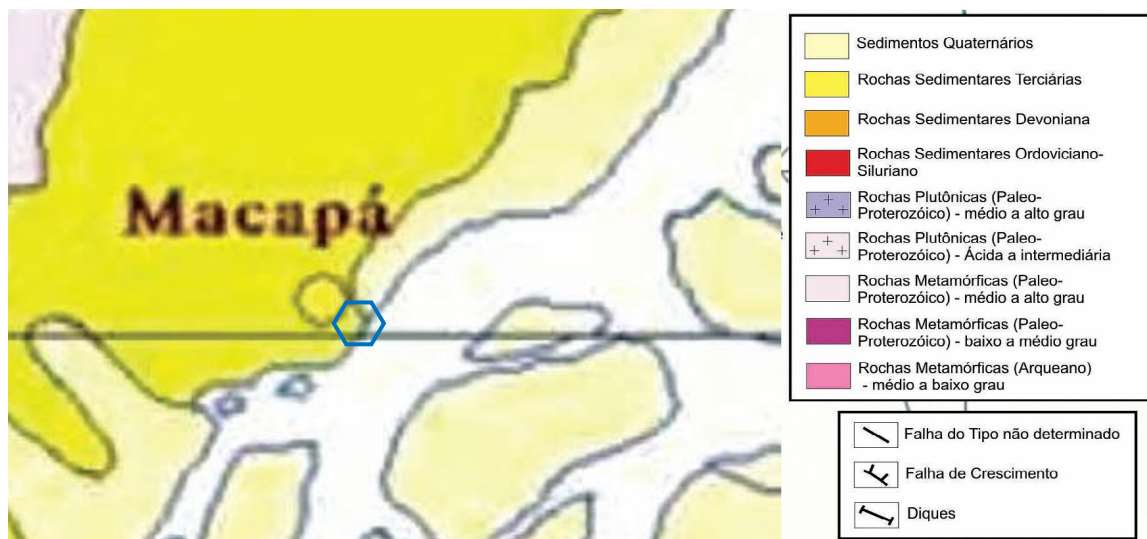 Macapá
Sedimentos Quaternários
Rochas Sedimentares Terciárias
Rochas Sedimentares Devoniana
Rochas Sedimentares Ordoviciano-
Siluriano
Rochas Plutônicas (Paleo-
Proterozóico) - médio a alto grau
Rochas Plutônicas (Paleo-
Proterozóico) - Ácida a intermediária
Rochas Metamórficas (Paleo-
Proterozóico) - médio a alto grau
Rochas Metamórficas (Paleo-
Proterozóico) - baixo a médio grau
Rochas Metamórficas (Arqueano)
- médio a baixo grau
Falha do Tipo não determinado
Falha de Crescimento
Diques